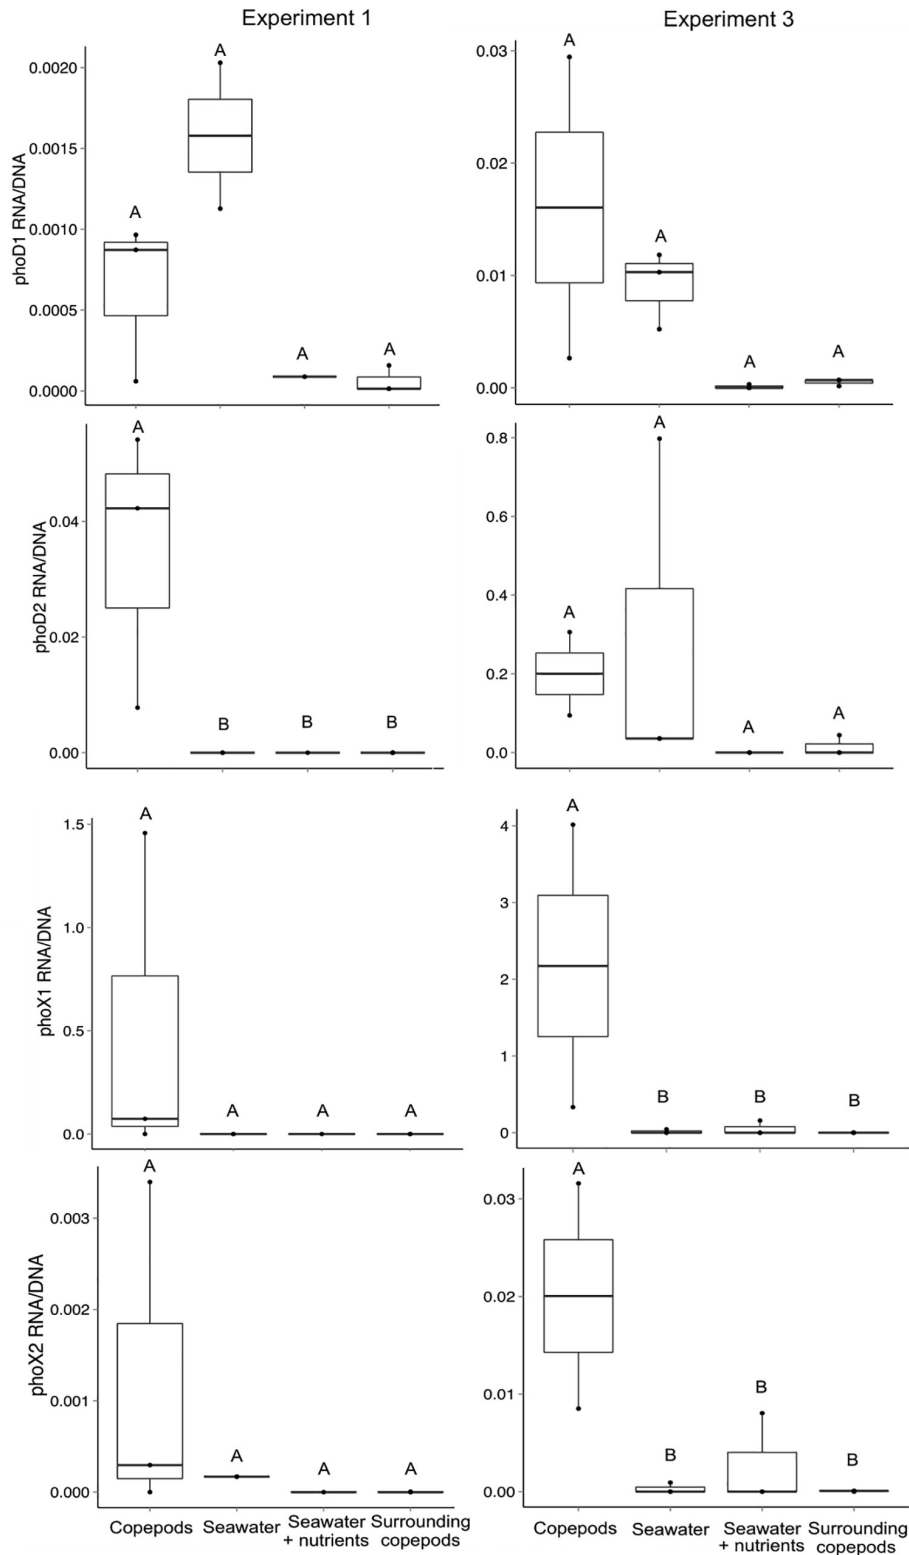 Experiment 1
Experiment 3
phoD1 RNA/DNA
0.0020
0.0015
0.0010
0.0005
0.0000
A
A
A
A
0.03
0.02
0.01
0.00
A
A
A
A
phoD2 RNA/DNA
0.04
0.02
0.00
A
B
B
B
0.8
0.6
0.4
0.2
0.0
A
A
A
A
phoX1 RNA/DNA
1.5
1.0
0.5
0.0
A
A
A
A
4
3
2
1
0
A
B
B
B
phoX2 RNA/DNA
0.003
0.002
0.001
0.000
A
A
A
A
0.03
0.02
0.01
0.00
A
B
B
B
Copepods
Seawater
Seawater
+ nutrients
Surrounding
copepods
Copepods
Seawater
Seawater
+ nutrients
Surrounding
copepods